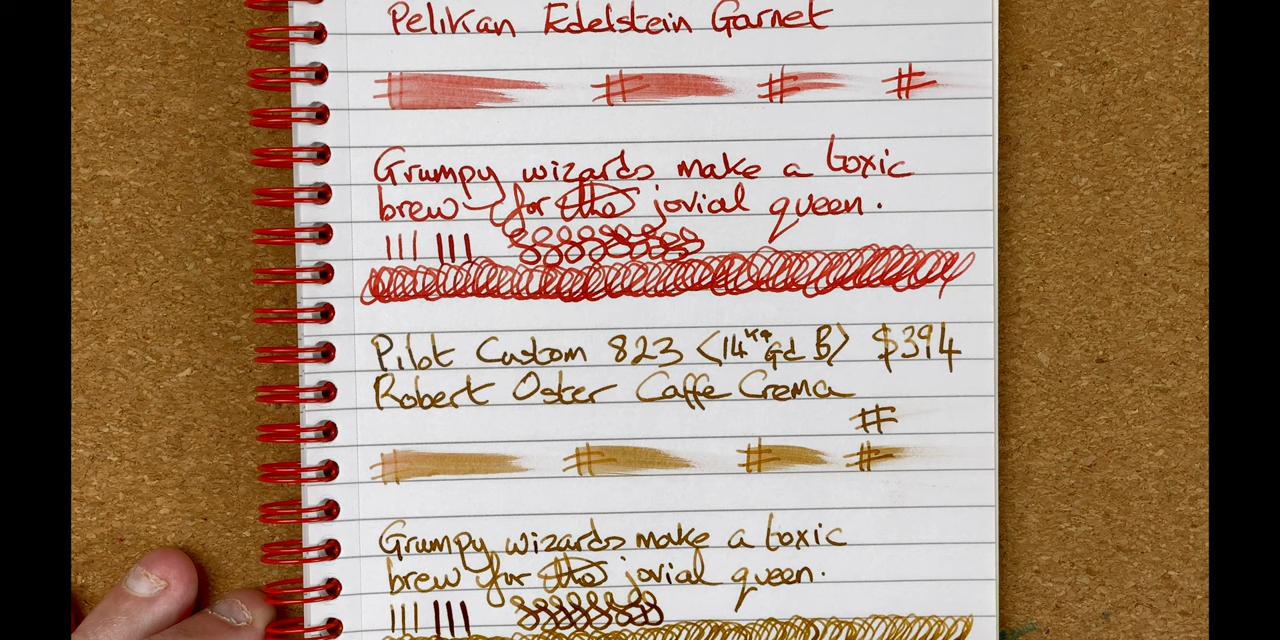 Pelikan Edelstein Garnet
# # # #
Grumpy wizards make a toxic
brew for the jovial queen.
Pilot Custom 823 <14kt Gd B> $394
Robert Oster Caffe Crema
#
# # # #
Grumpy wizards make a toxic
brew for the jovial queen.